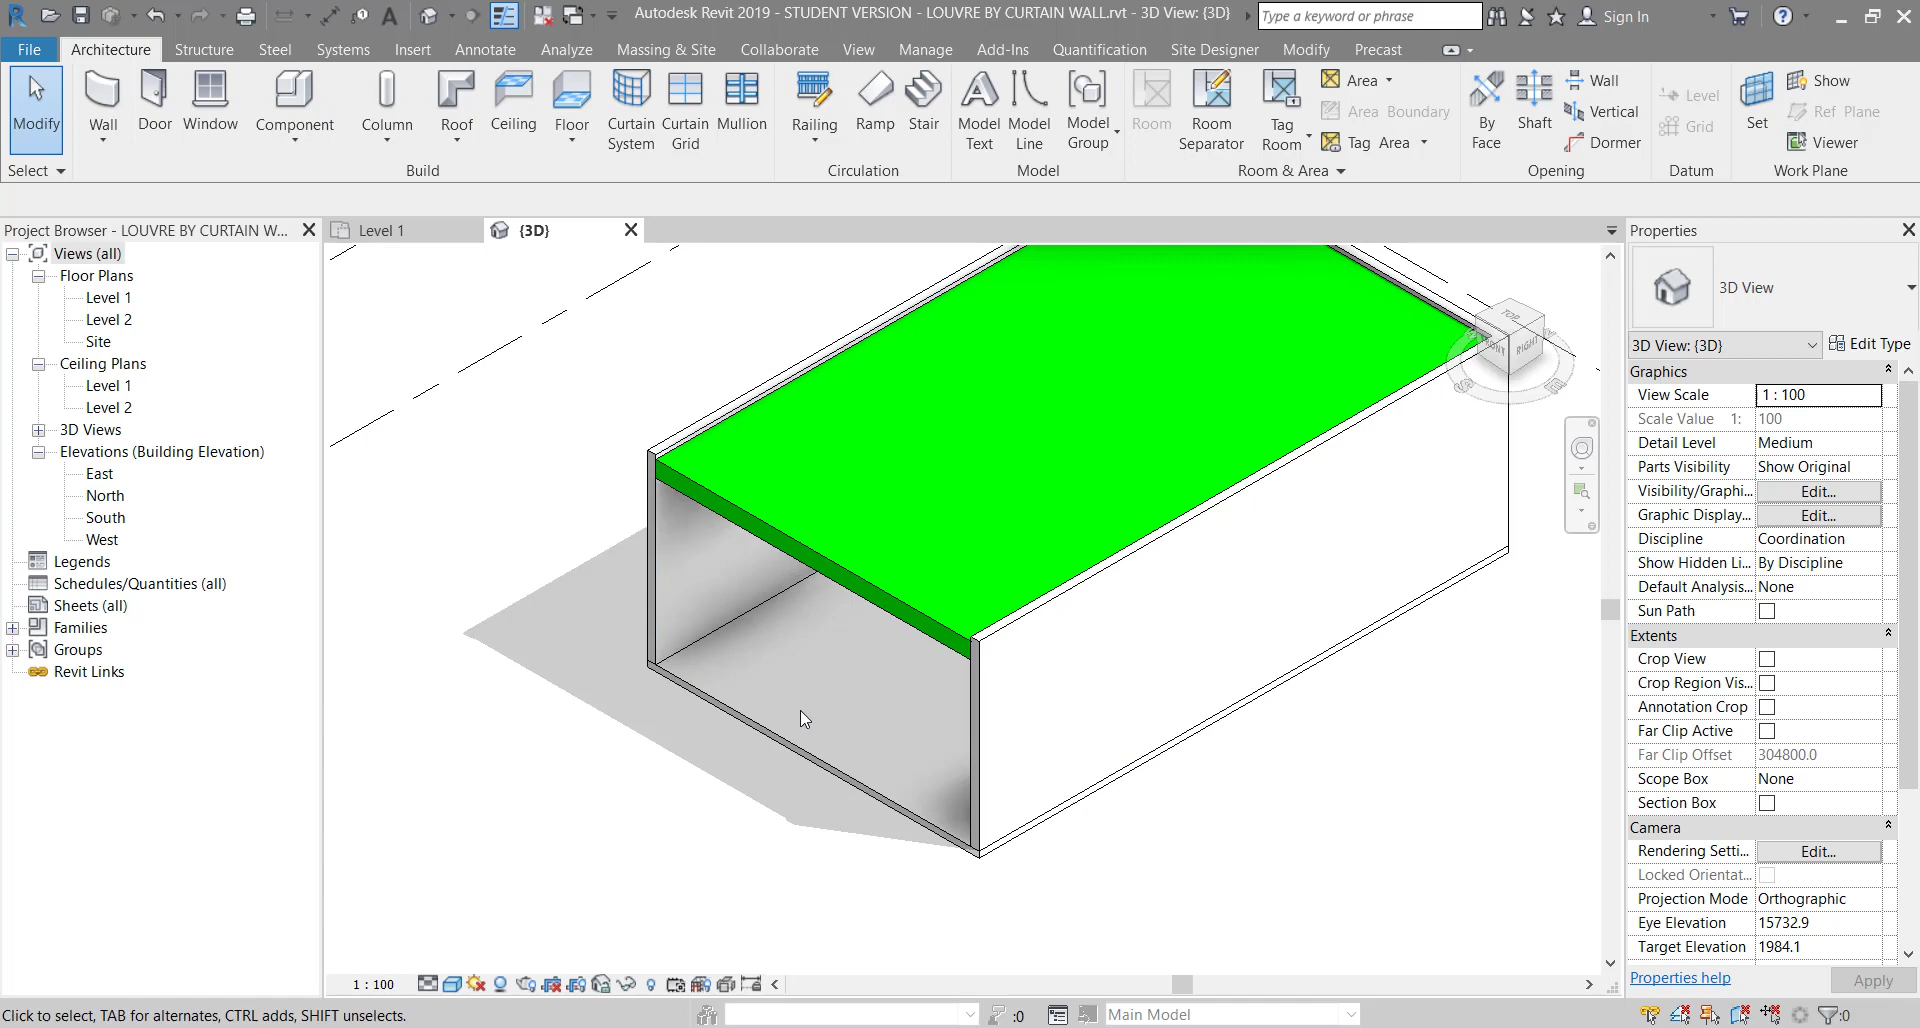 Autodesk Revit 2019 - STUDENT VERSION - LOUVRE BY CURTAIN WALL.rvt - 3D View: {3D}
Type a keyword or phrase
Sign In
File Architecture Structure Steel Systems Insert Annotate Analyze Massing & Site Collaborate View Manage Add-Ins Quantification Site Designer Modify Precast
Modify
Wall
Door
Window
Component
Column
Roof
Ceiling
Floor
Curtain System
Curtain Grid
Mullion
Railing
Ramp
Stair
Model Text
Model Line
Model Group
Room
Room Separator
Tag Room
Area
Area Boundary
Tag Area
By Face
Shaft
Wall
Vertical
Dormer
Level
Grid
Set
Show
Ref Plane
Viewer
Select
Build
Circulation
Model
Room & Area
Opening
Datum
Work Plane
Project Browser - LOUVRE BY CURTAIN W...
Views (all)
Floor Plans
Level 1
Level 2
Site
Ceiling Plans
Level 1
Level 2
3D Views
Elevations (Building Elevation)
East
North
South
West
Legends
Schedules/Quantities (all)
Sheets (all)
Families
Groups
Revit Links
Level 1
{3D}
TOP
FRONT
RIGHT
Properties
3D View
3D View: {3D}
Edit Type
Graphics
View Scale 1 : 100
Scale Value 1: 100
Detail Level Medium
Parts Visibility Show Original
Visibility/Graphi... Edit...
Graphic Display... Edit...
Discipline Coordination
Show Hidden Li... By Discipline
Default Analysis... None
Sun Path
Extents
Crop View
Crop Region Vis...
Annotation Crop
Far Clip Active
Far Clip Offset 304800.0
Scope Box None
Section Box
Camera
Rendering Setti... Edit...
Locked Orientat...
Projection Mode Orthographic
Eye Elevation 15732.9
Target Elevation 1984.1
Properties help
Apply
1 : 100
Click to select, TAB for alternates, CTRL adds, SHIFT unselects.
:0
Main Model
:0